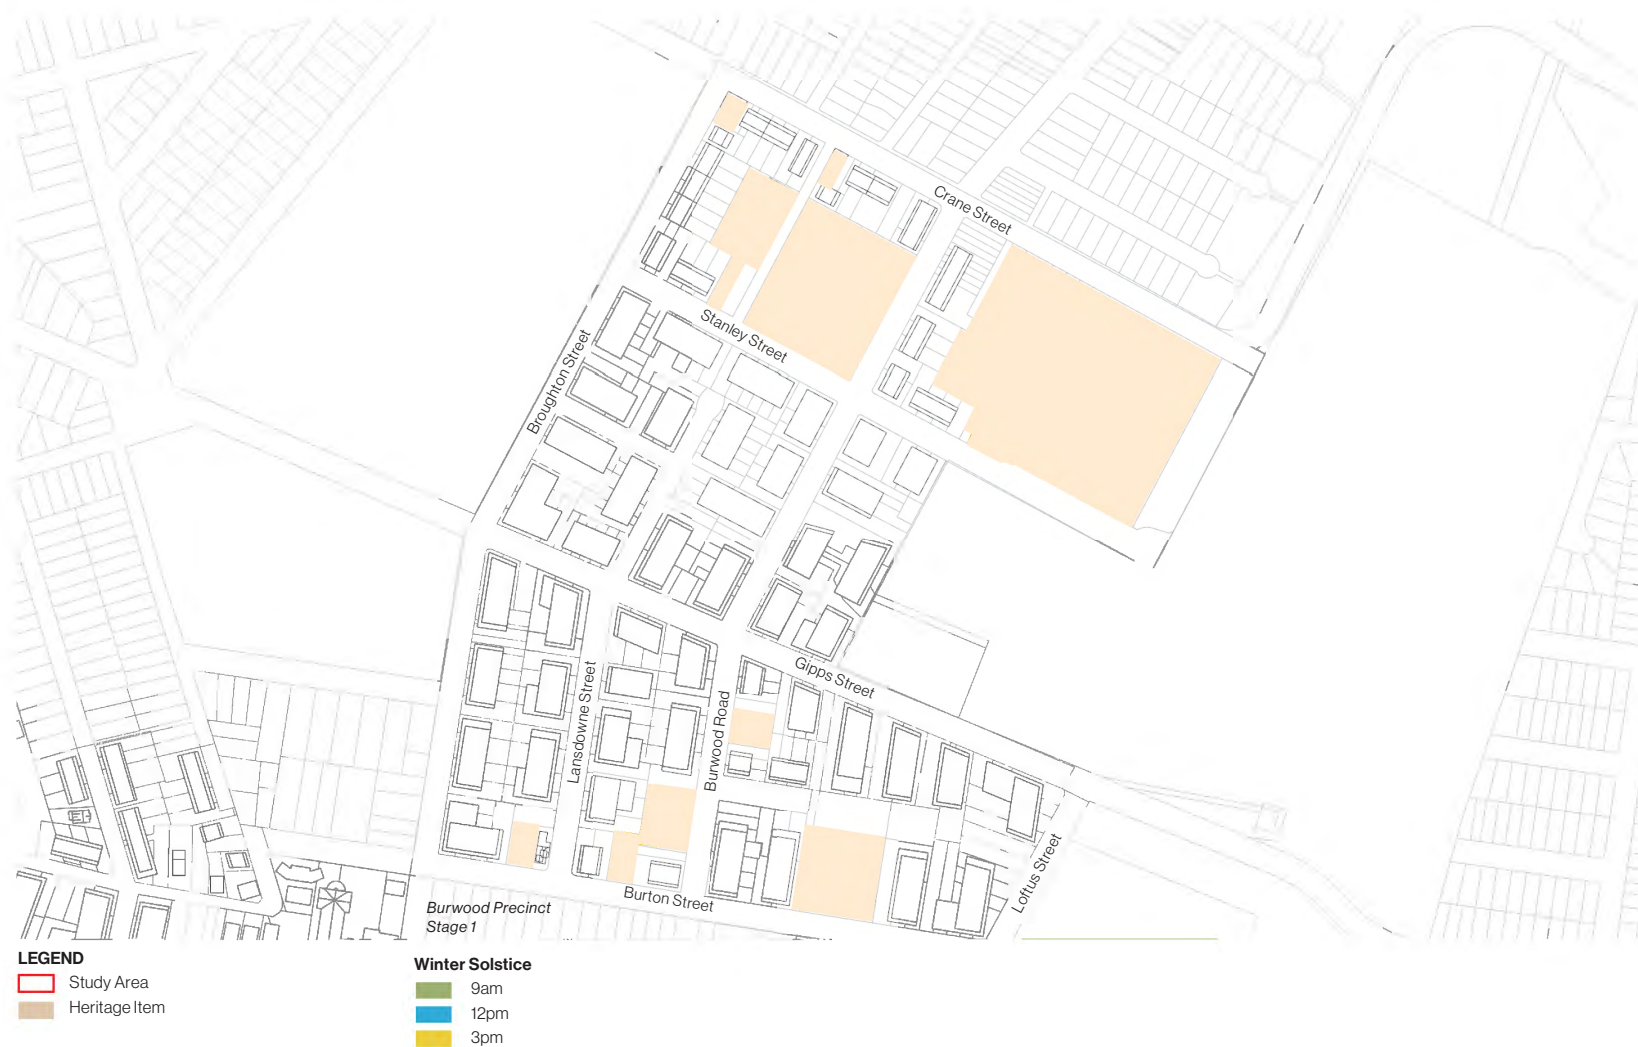 Crane Street
Stanley Street
Broughton Street
Gipps Street
Lansdowne Street
Burwood Road
Loftus Street
Burton Street
Burwood Precinct
Stage 1
LEGEND
Study Area
Heritage Item
Winter Solstice
9am
12pm
3pm